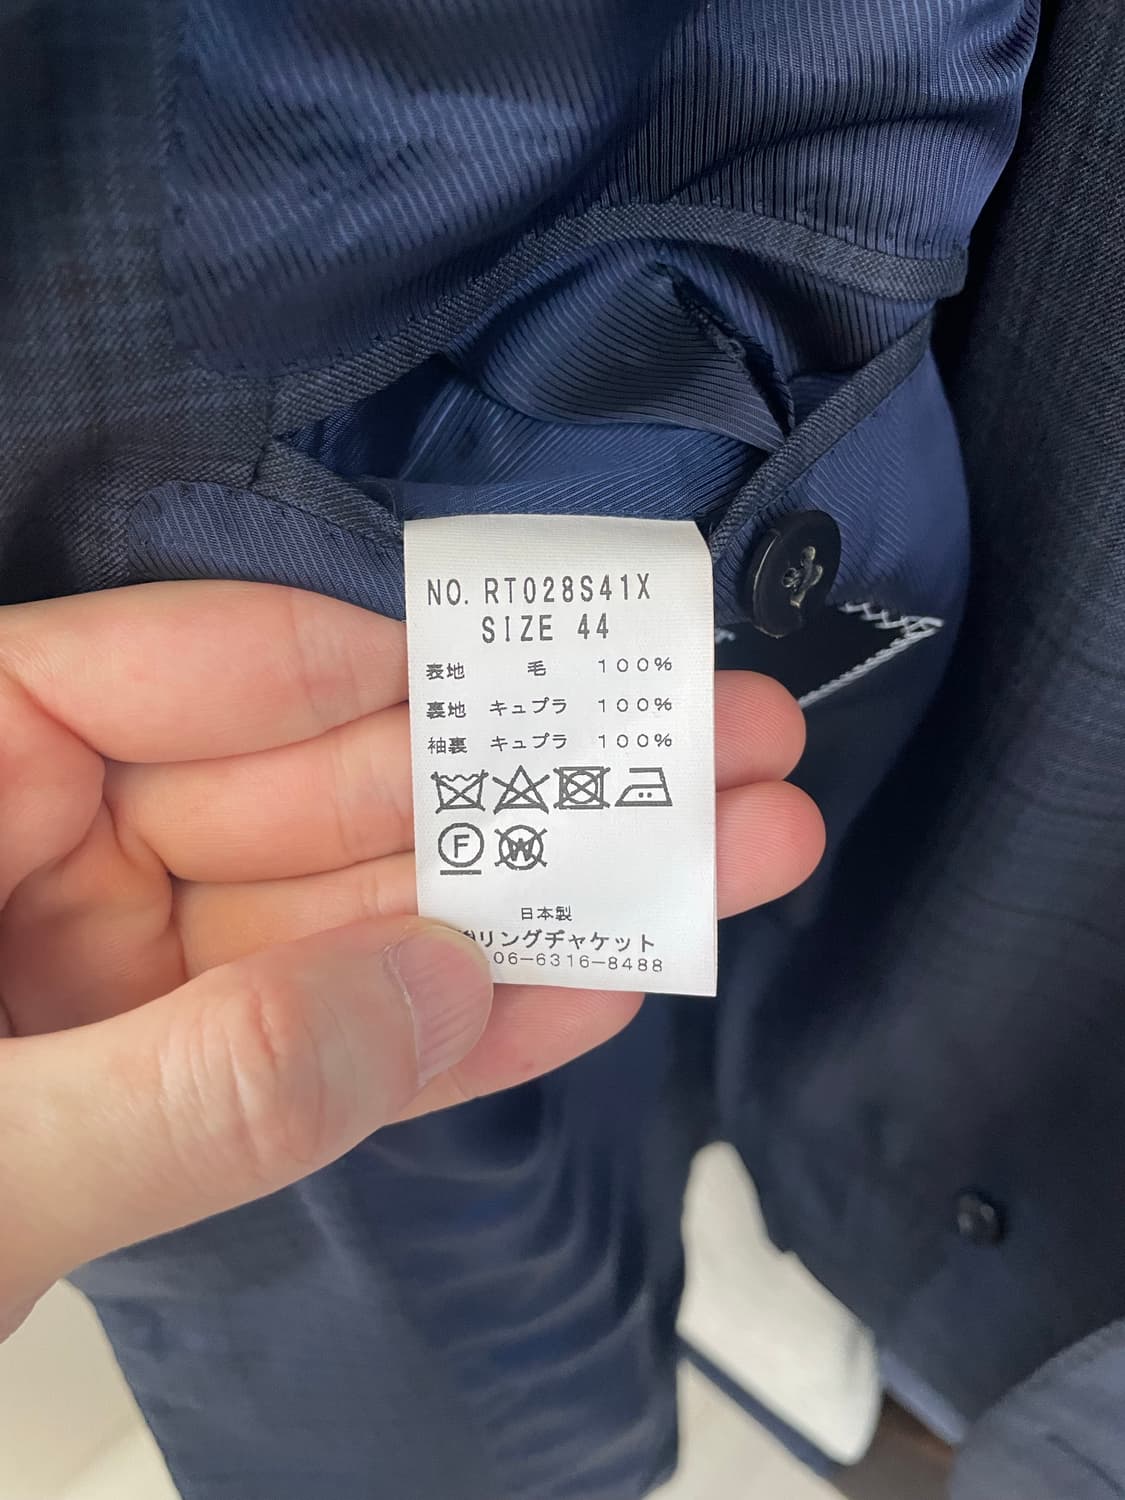 NO. RT028S41X
SIZE 44
表地 毛 100%
裏地 キュプラ 100%
袖裏 キュプラ 100%
F W
日本製
リングヂャケット
06-6316-8488